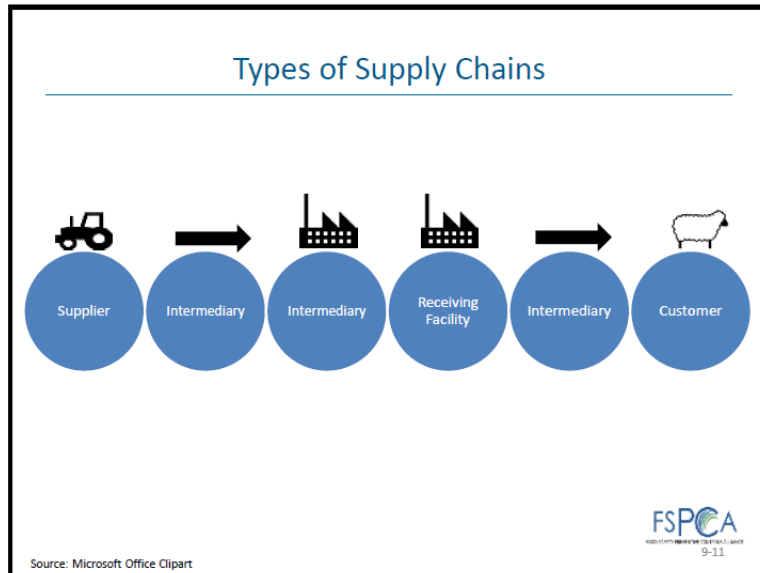 Types of Supply Chains
Supplier
Intermediary
Intermediary
Receiving
Facility
Intermediary
Customer
FSPCA
9-11
Source: Microsoft Office Clipart